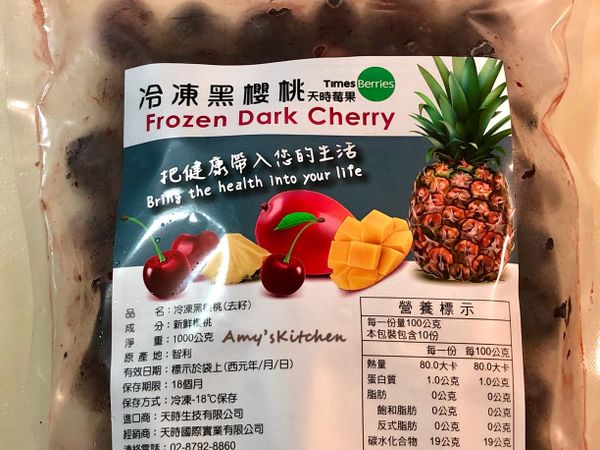 冷凍黑櫻桃
Times Berries
天時莓果
Frozen Dark Cherry
把健康帶入您的生活
Bring the health into your life
品 名：冷凍黑櫻桃(去籽)
成 分：新鮮櫻桃
淨 重：1000公克
原 產 地：智利
有效日期：標示於袋上(西元年/月/日)
保存期限：18個月
保存方式：冷凍-18℃保存
進口商：天時生技有限公司
經銷商：天時國際實業有限公司
連絡電話：02-8792-8860
Amy'sKitchen
營養標示
每一份量100公克
本包裝包含10份
每一份 每100公克
熱量 80.0大卡 80.0大卡
蛋白質 1.0公克 1.0公克
脂肪 0公克 0公克
飽和脂肪 0公克 0公克
反式脂肪 0公克 0公克
碳水化合物 19公克 19公克